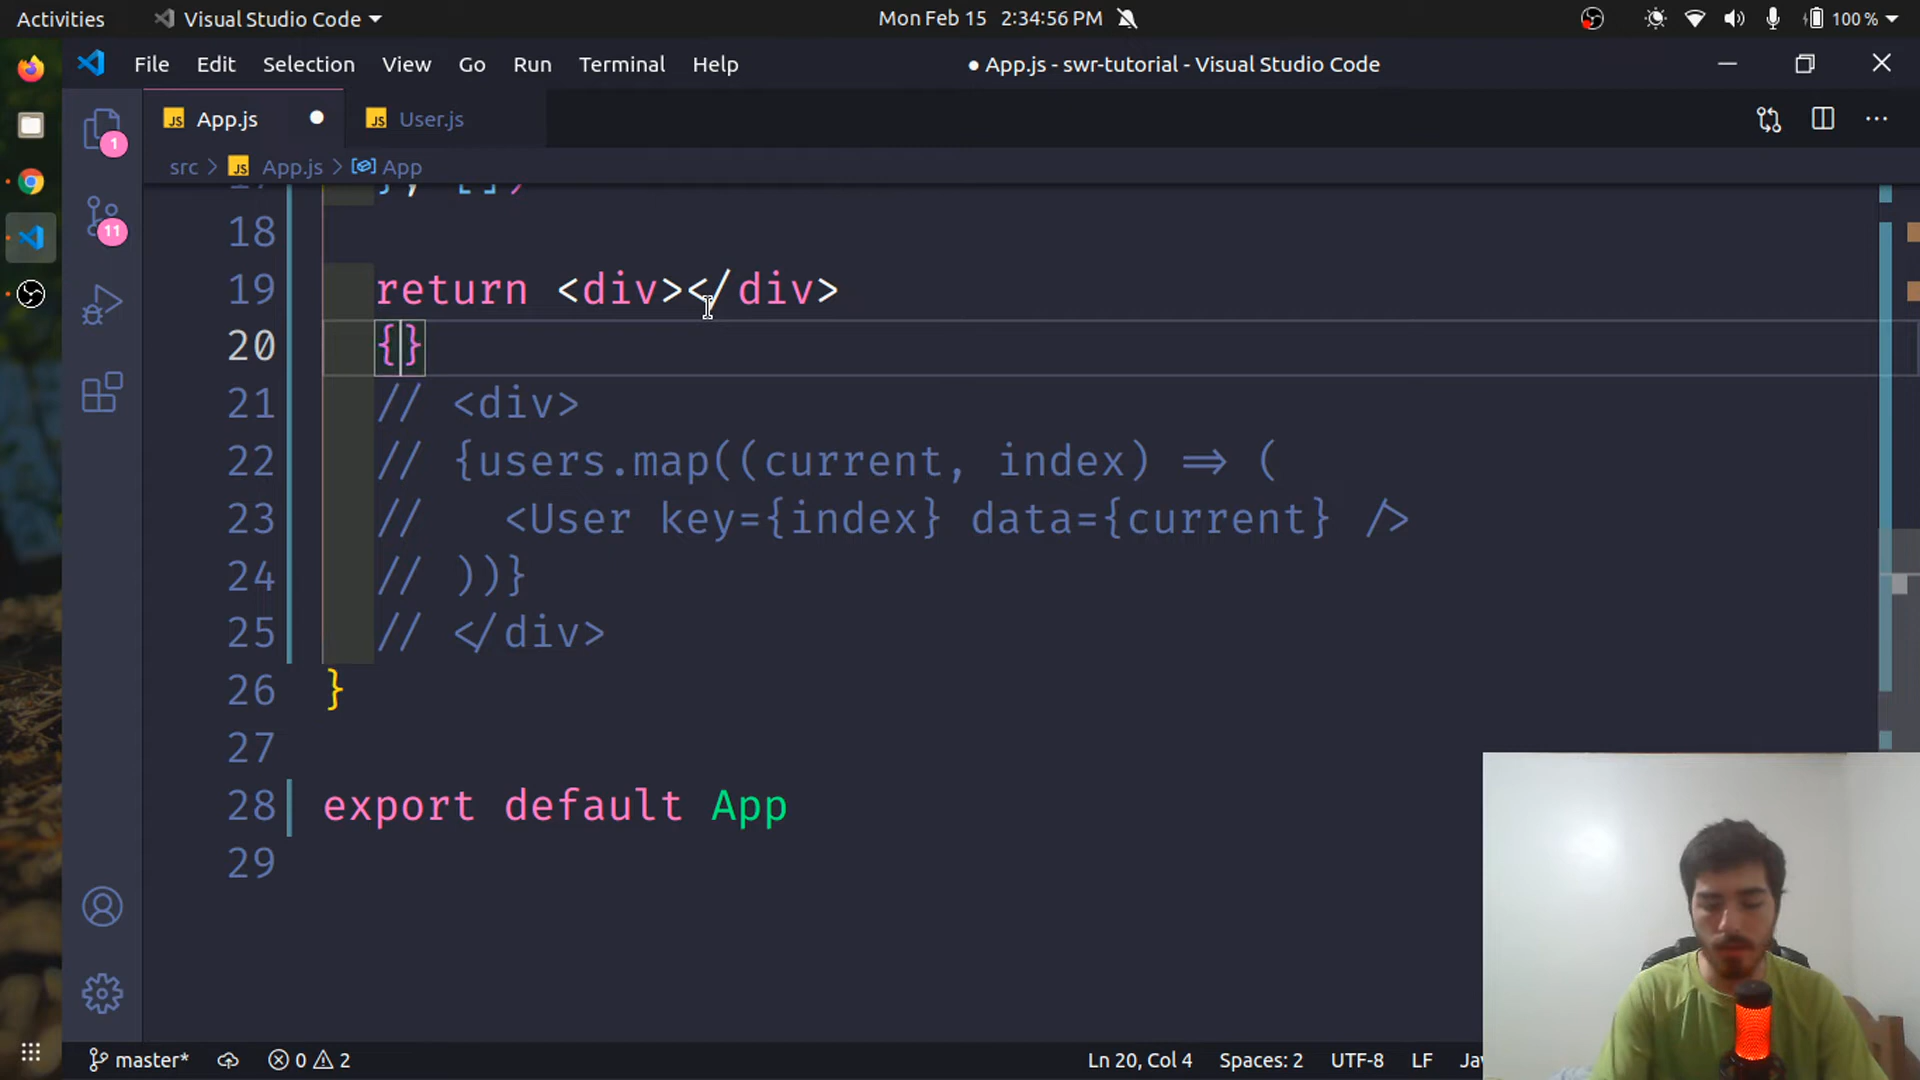 Activities
Visual Studio Code
Mon Feb 15 2:34:56 PM
100 %
File Edit Selection View Go Run Terminal Help
● App.js - swr-tutorial - Visual Studio Code
JS App.js
JS User.js
src > JS App.js > App
1
11
18
19 return <div></div>
20 {}
21 // <div>
22 // {users.map((current, index) => (
23 // <User key={index} data={current} />
24 // ))}
25 // </div>
26 }
27
28 export default App
29
master* 0 2
Ln 20, Col 4 Spaces: 2 UTF-8 LF